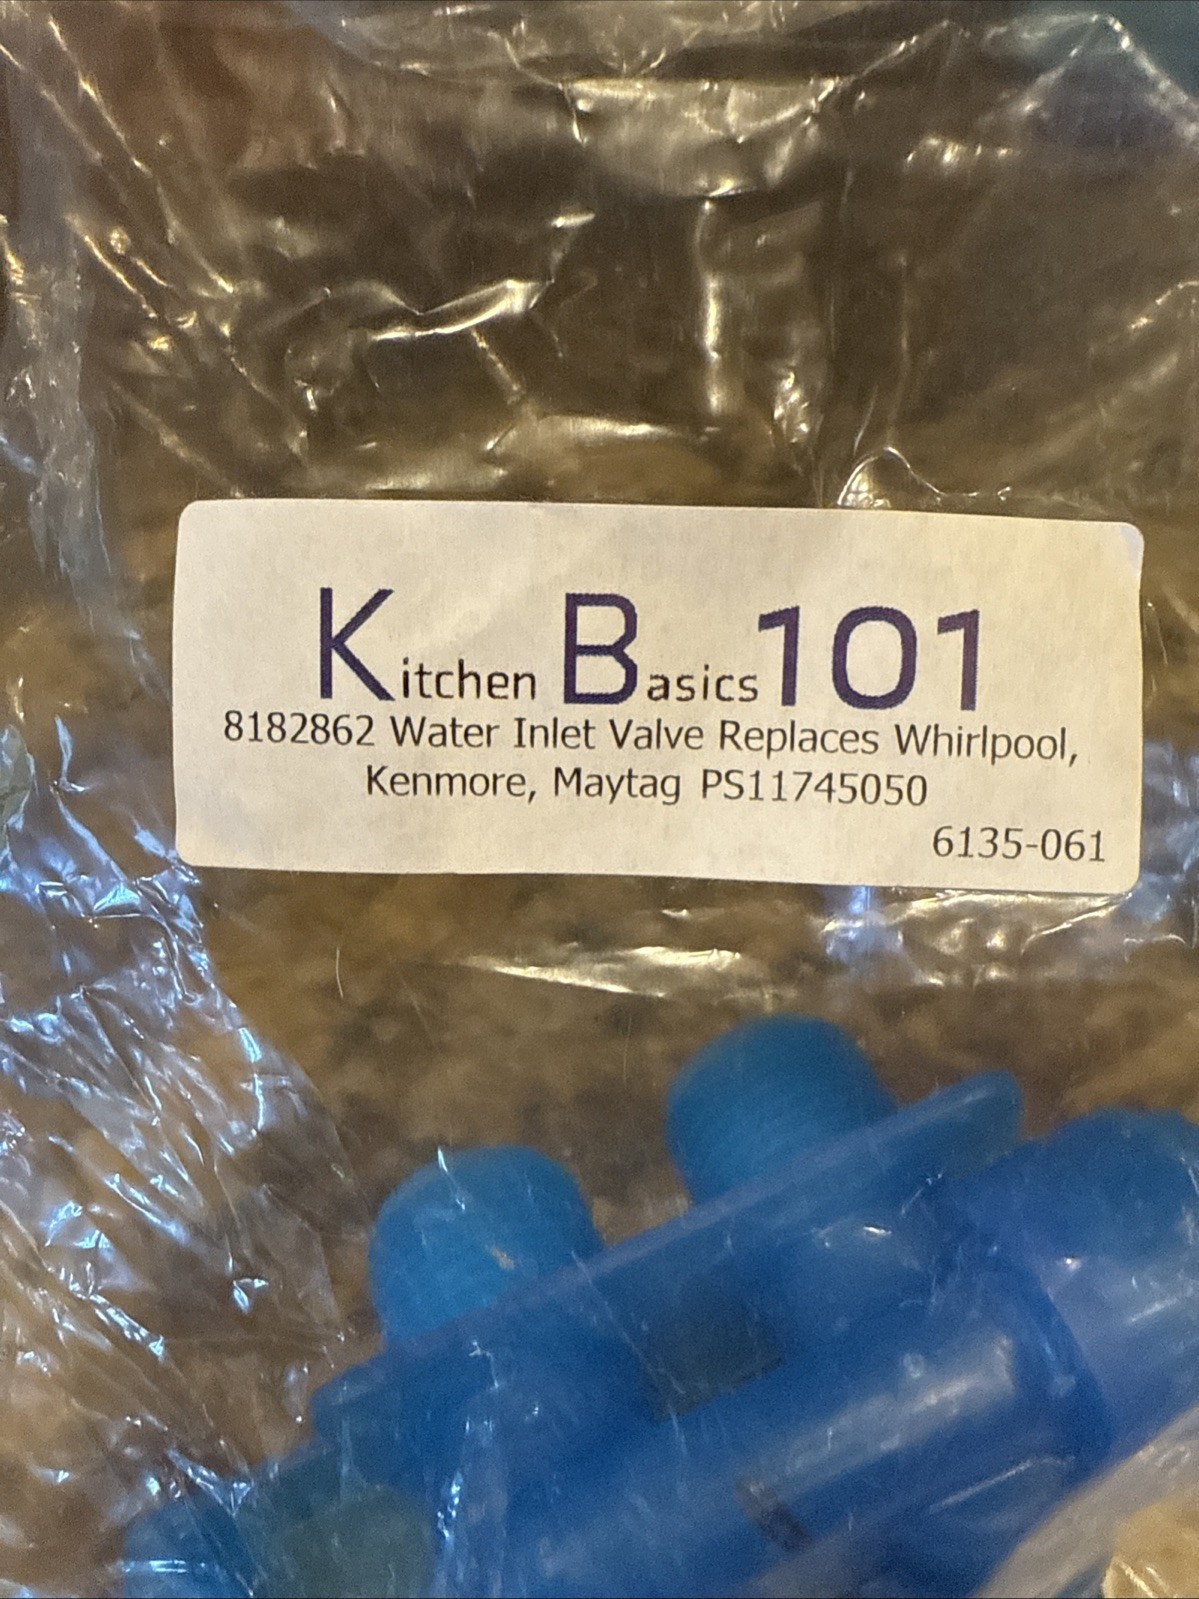 Kitchen Basics 101
8182862 Water Inlet Valve Replaces Whirlpool,
Kenmore, Maytag PS11745050
6135-061